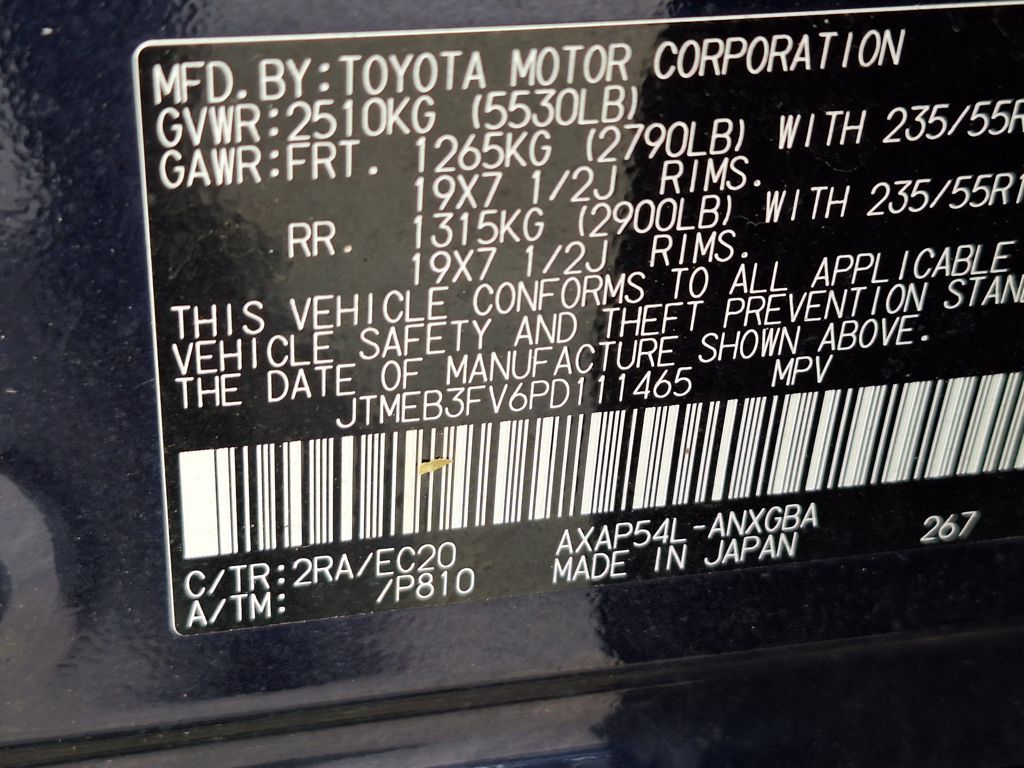 MFD. BY: TOYOTA MOTOR CORPORATION
GVWR: 2510KG (5530LB)
GAWR: FRT. 1265KG (2790LB) WITH 235/55R
19X7 1/2J RIMS.
RR. 1315KG (2900LB) WITH 235/55R1
19X7 1/2J RIMS.
THIS VEHICLE CONFORMS TO ALL APPLICABLE
VEHICLE SAFETY AND THEFT PREVENTION STAN
THE DATE OF MANUFACTURE SHOWN ABOVE.
JTMEB3FV6PD111465 MPV
C/TR: 2RA/EC20 AXAP54L-ANXGBA 267
A/TM: /P810 MADE IN JAPAN